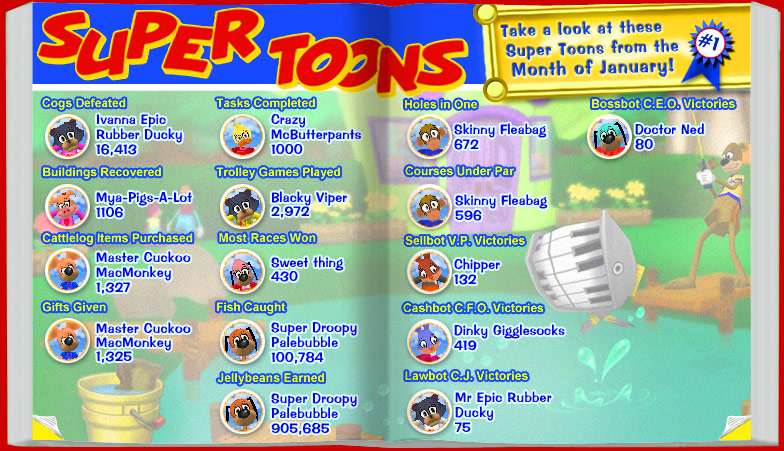 SUPER TOONS
Take a look at these
Super Toons from the
Month of January!
#1
Cogs Defeated
Ivanna Epic
Rubber Ducky
16,413
Buildings Recovered
Mya-Pigs-A-Lot
1106
Cattlelog Items Purchased
Master Cuckoo
MacMonkey
1,327
Gifts Given
Master Cuckoo
MacMonkey
1,325
Tasks Completed
Crazy
McButterpants
1000
Trolley Games Played
Blacky Viper
2,972
Most Races Won
Sweet thing
430
Fish Caught
Super Droopy
Palebubble
100,784
Jellybeans Earned
Super Droopy
Palebubble
905,685
Holes in One
Skinny Fleabag
672
Courses Under Par
Skinny Fleabag
596
Sellbot V.P. Victories
Chipper
132
Cashbot C.F.O. Victories
Dinky Gigglesocks
419
Lawbot C.J. Victories
Mr Epic Rubber
Ducky
75
Bossbot C.E.O. Victories
Doctor Ned
80